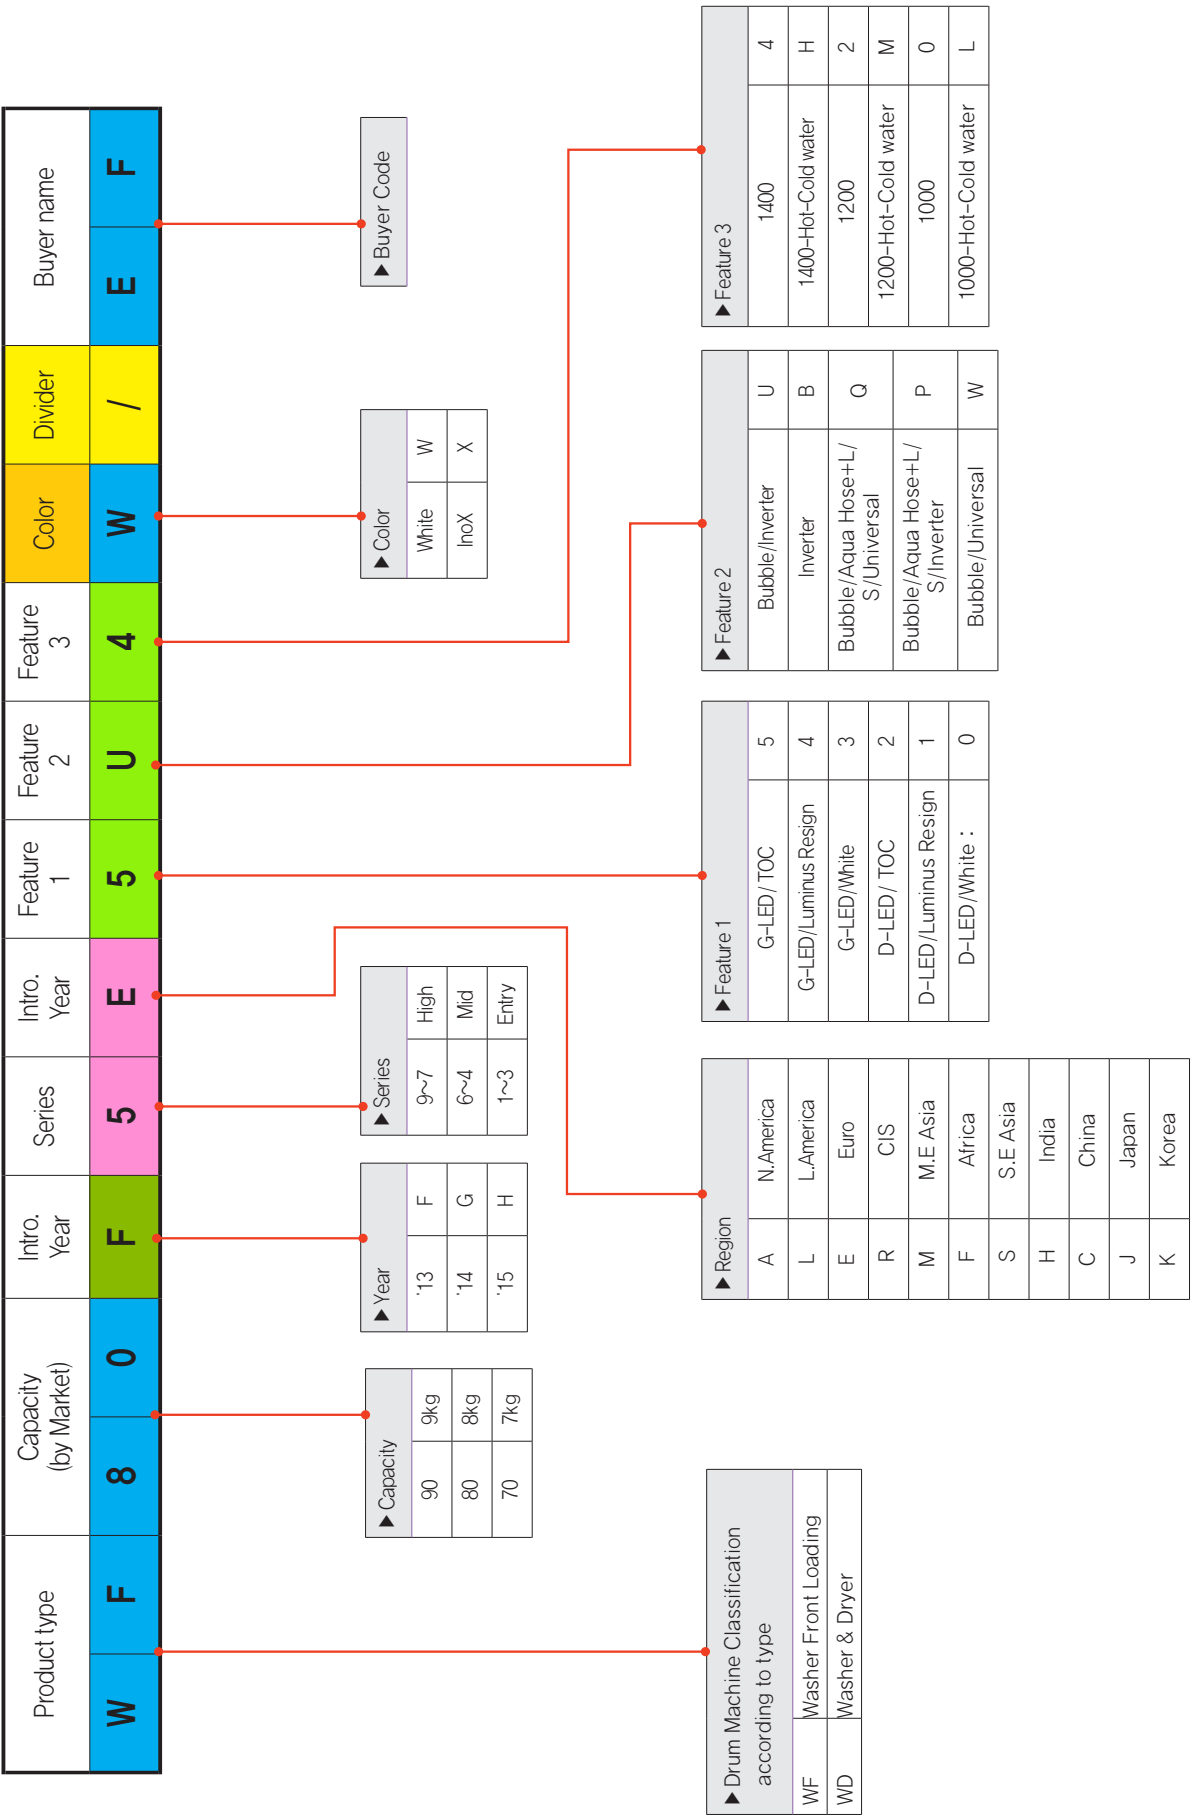 Product type
Capacity
(by Market)
Intro.
Year
Series
Intro.
Year
Feature
1
Feature
2
Feature
3
Color
Divider
Buyer name
W F 8 0 F 5 E 5 U 4 W / E F
▶Capacity
90 9kg
80 8kg
70 7kg
▶Year
'13 F
'14 G
'15 H
▶Series
9~7 High
6~4 Mid
1~3 Entry
▶Color
White W
InoX X
▶Buyer Code
▶Drum Machine Classification
according to type
WF Washer Front Loading
WD Washer & Dryer
▶Region
A N.America
L L.America
E Euro
R CIS
M M.E Asia
F Africa
S S.E Asia
H India
C China
J Japan
K Korea
▶Feature 1
G-LED/ TOC 5
G-LED/Luminus Resign 4
G-LED/White 3
D-LED/ TOC 2
D-LED/Luminus Resign 1
D-LED/White : 0
▶Feature 2
Bubble/Inverter U
Inverter B
Bubble/Aqua Hose+L/
S/Universal Q
Bubble/Aqua Hose+L/
S/Inverter P
Bubble/Universal W
▶Feature 3
1400 4
1400-Hot-Cold water H
1200 2
1200-Hot-Cold water M
1000 0
1000-Hot-Cold water L